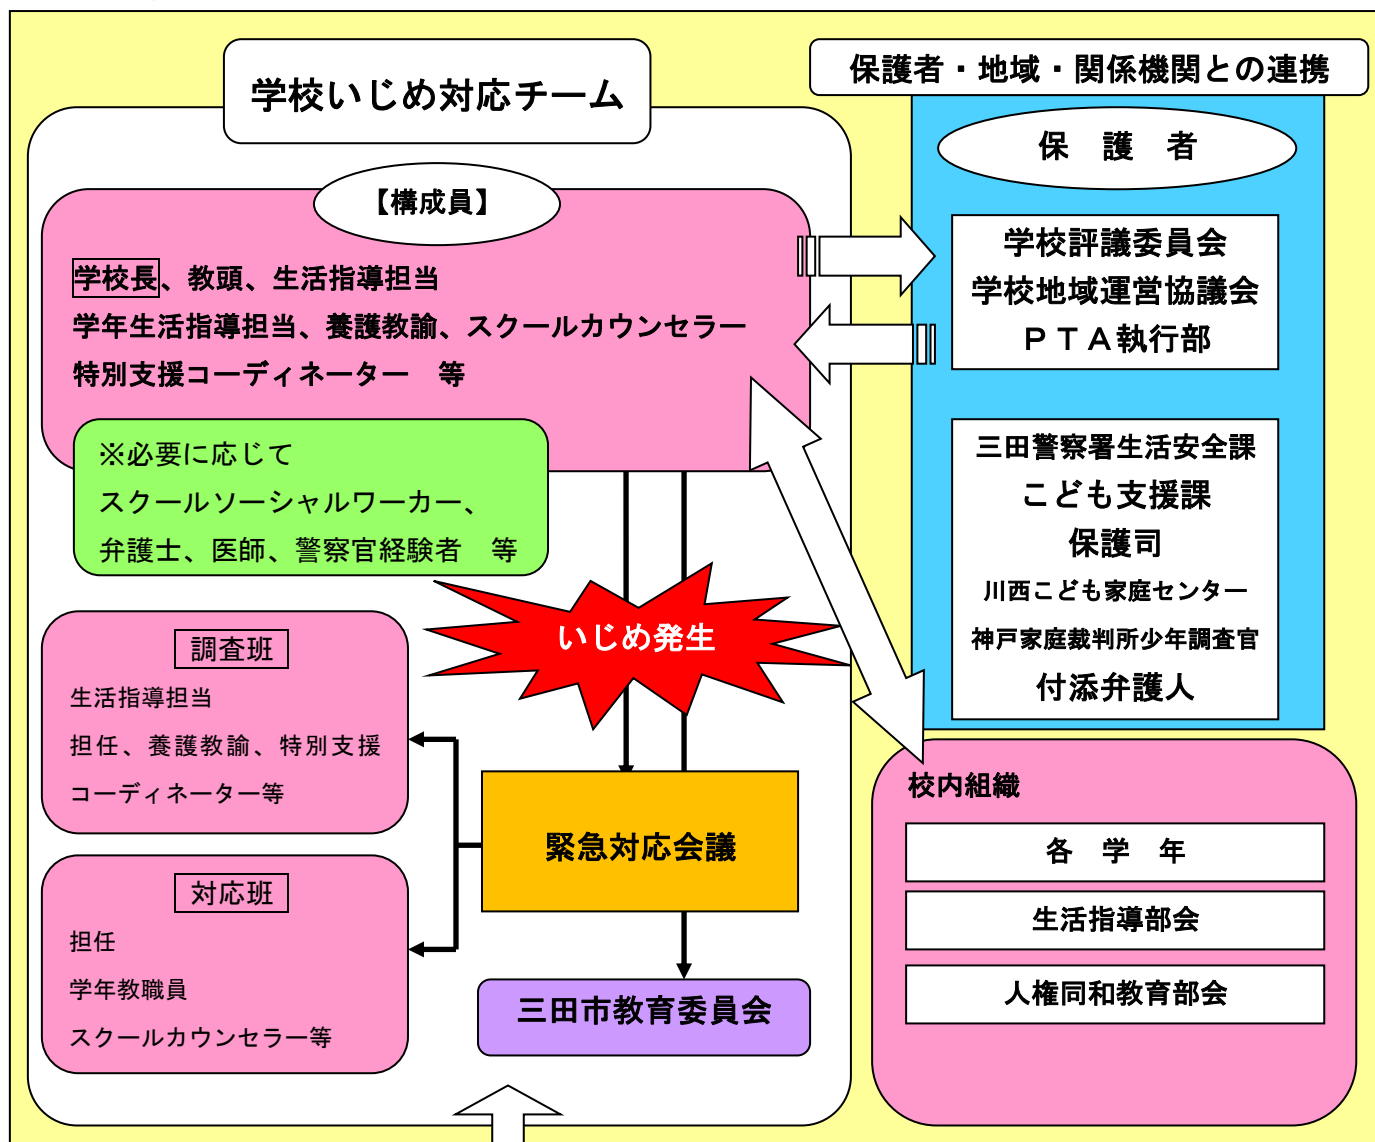 学校いじめ対応チーム
【構成員】
学校長、教頭、生活指導担当
学年生活指導担当、養護教諭、スクールカウンセラー
特別支援コーディネーター　等
※必要に応じて
スクールソーシャルワーカー、
弁護士、医師、警察官経験者　等
いじめ発生
調査班
生活指導担当
担任、養護教諭、特別支援
コーディネーター等
緊急対応会議
対応班
担任
学年教職員
スクールカウンセラー等
三田市教育委員会
保護者・地域・関係機関との連携
保　護　者
学校評議委員会
学校地域運営協議会
ＰＴＡ執行部
三田警察署生活安全課
こども支援課
保護司
川西こども家庭センター
神戸家庭裁判所少年調査官
付添弁護人
校内組織
各　学　年
生活指導部会
人権同和教育部会